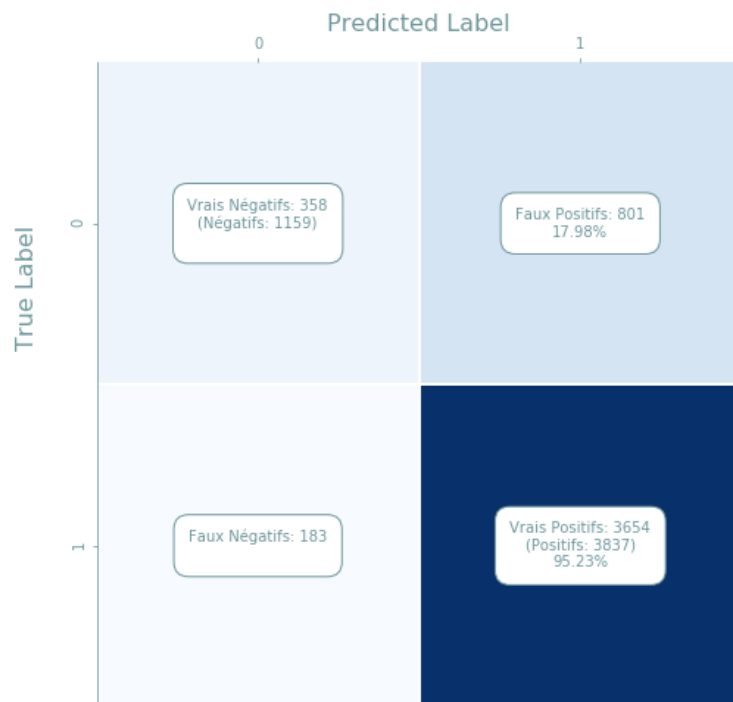 Predicted Label
0
1
True Label
0
Vrais Négatifs: 358
(Négatifs: 1159)
Faux Positifs: 801
17.98%
1
Faux Négatifs: 183
Vrais Positifs: 3654
(Positifs: 3837)
95.23%